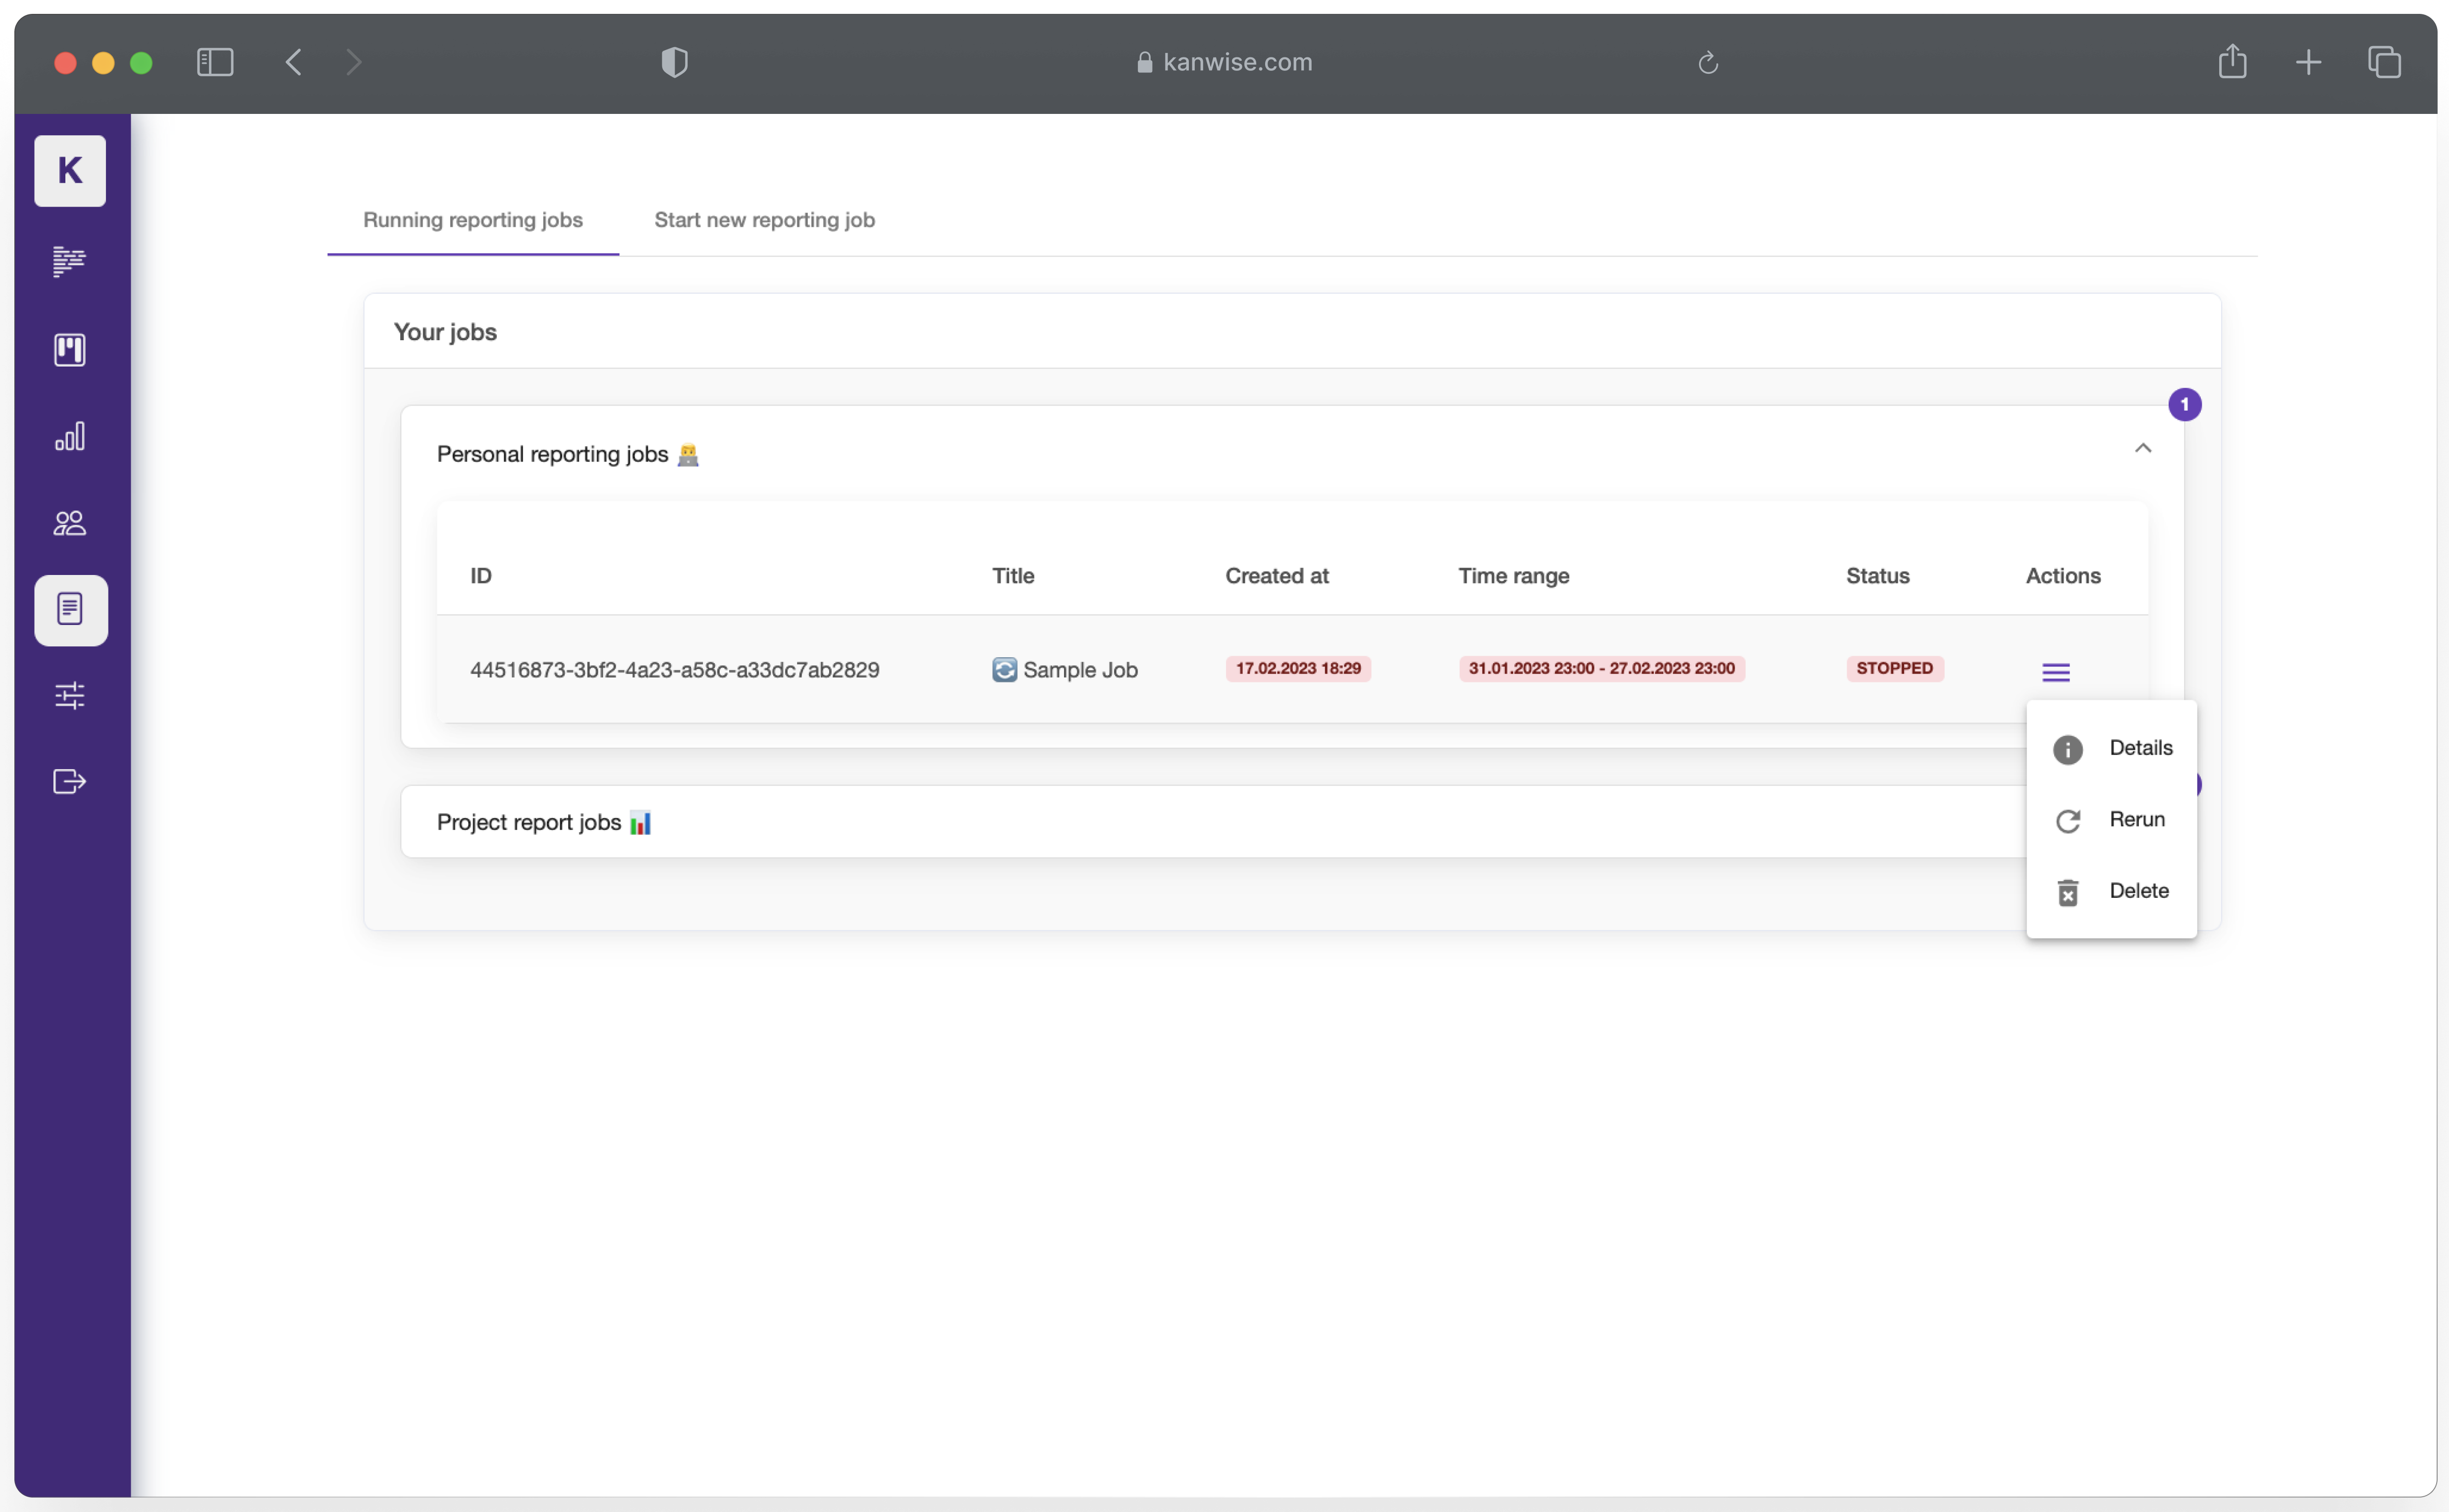 kanwise.com
K
Running reporting jobs
Start new reporting job
Your jobs
1
Personal reporting jobs 👨‍💻
ID Title Created at Time range Status Actions
44516873-3bf2-4a23-a58c-a33dc7ab2829 🔄 Sample Job 17.02.2023 18:29 31.01.2023 23:00 - 27.02.2023 23:00 STOPPED
Details
Rerun
Delete
Project report jobs 📊